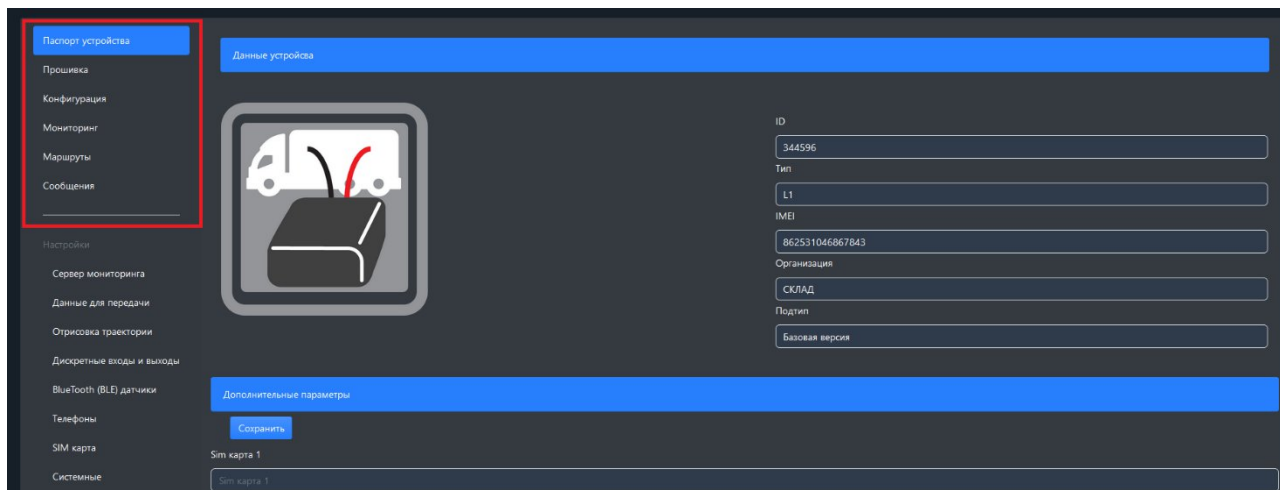 Паспорт устройства
Прошивка
Конфигурация
Мониторинг
Маршруты
Сообщения
Настройки
Сервер мониторинга
Данные для передачи
Отрисовка траектории
Дискретные входы и выходы
BlueTooth (BLE) датчики
Телефоны
SIM карта
Системные
Данные устройсва
ID
344596
Тип
L1
IMEI
862531046867843
Организация
СКЛАД
Подтип
Базовая версия
Дополнительные параметры
Сохранить
Sim карта 1
Sim карта 1